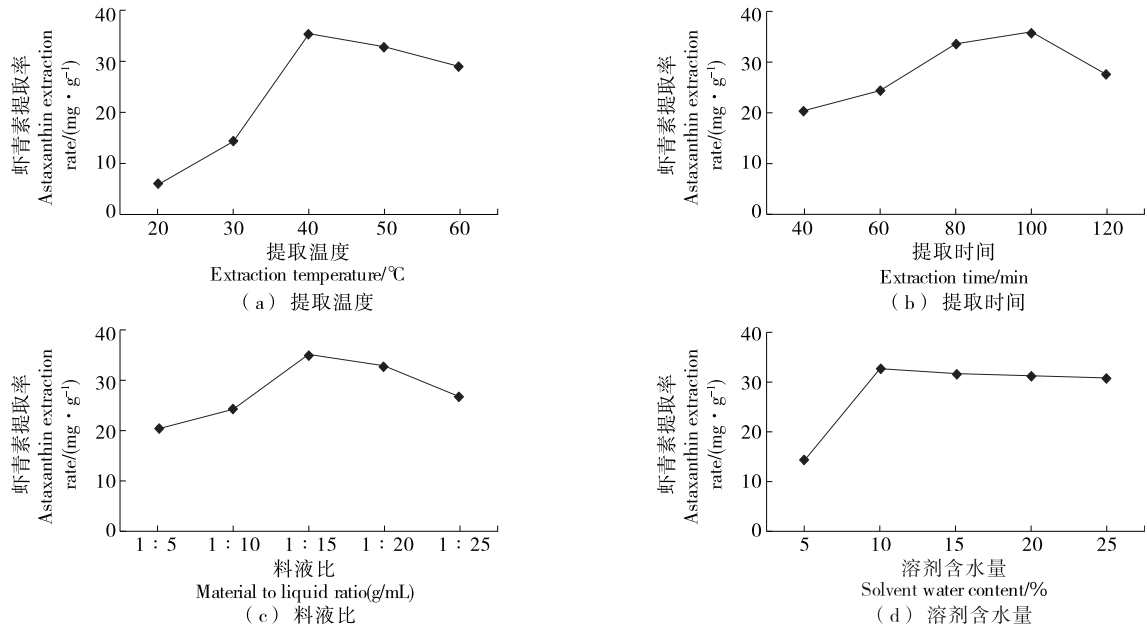 虾青素提取率
Astaxanthin extraction
rate/(mg·g⁻¹)
40
30
20
10
0
20 30 40 50 60
提取温度
Extraction temperature/℃
(a) 提取温度
虾青素提取率
Astaxanthin extraction
rate/(mg·g⁻¹)
40
30
20
10
0
40 60 80 100 120
提取时间
Extraction time/min
(b) 提取时间
虾青素提取率
Astaxanthin extraction
rate/(mg·g⁻¹)
40
30
20
10
0
1:5 1:10 1:15 1:20 1:25
料液比
Material to liquid ratio(g/mL)
(c) 料液比
虾青素提取率
Astaxanthin extraction
rate/(mg·g⁻¹)
40
30
20
10
0
5 10 15 20 25
溶剂含水量
Solvent water content/%
(d) 溶剂含水量